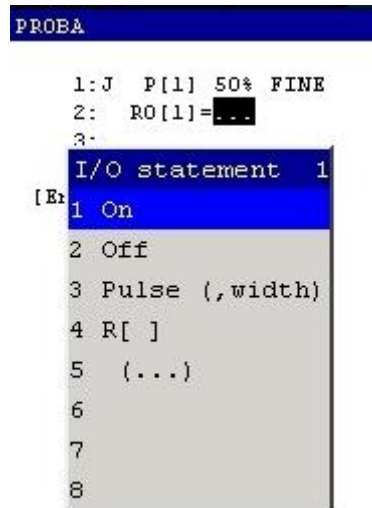 PROBA
1:J P[1] 50% FINE
2: RO[1]=...
3:
I/O statement 1
1 On
2 Off
3 Pulse (,width)
4 R[ ]
5 (...)
6
7
8